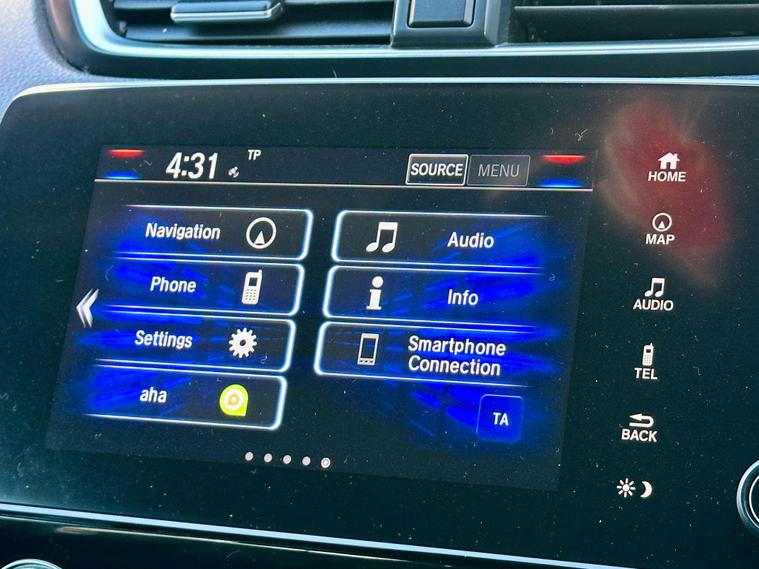 4:31 TP SOURCE MENU
Navigation
Audio
Phone
Info
Settings
Smartphone
Connection
aha
TA
HOME
MAP
AUDIO
TEL
BACK